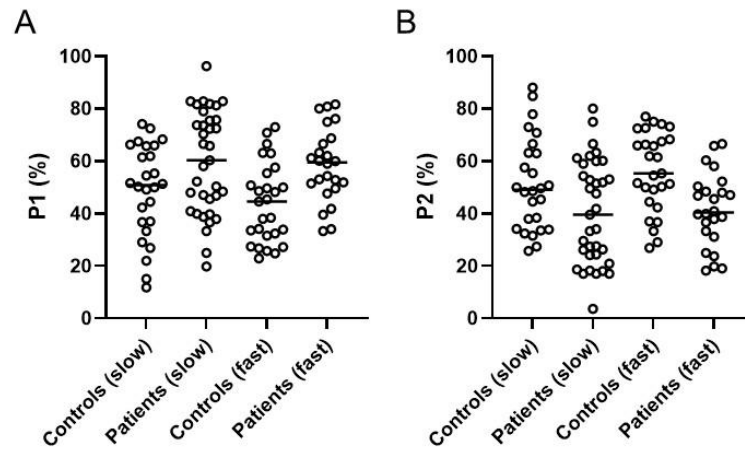 A
P1 (%)
100
80
60
40
20
0
Controls (slow)
Patients (slow)
Controls (fast)
Patients (fast)
B
P2 (%)
100
80
60
40
20
0
Controls (slow)
Patients (slow)
Controls (fast)
Patients (fast)